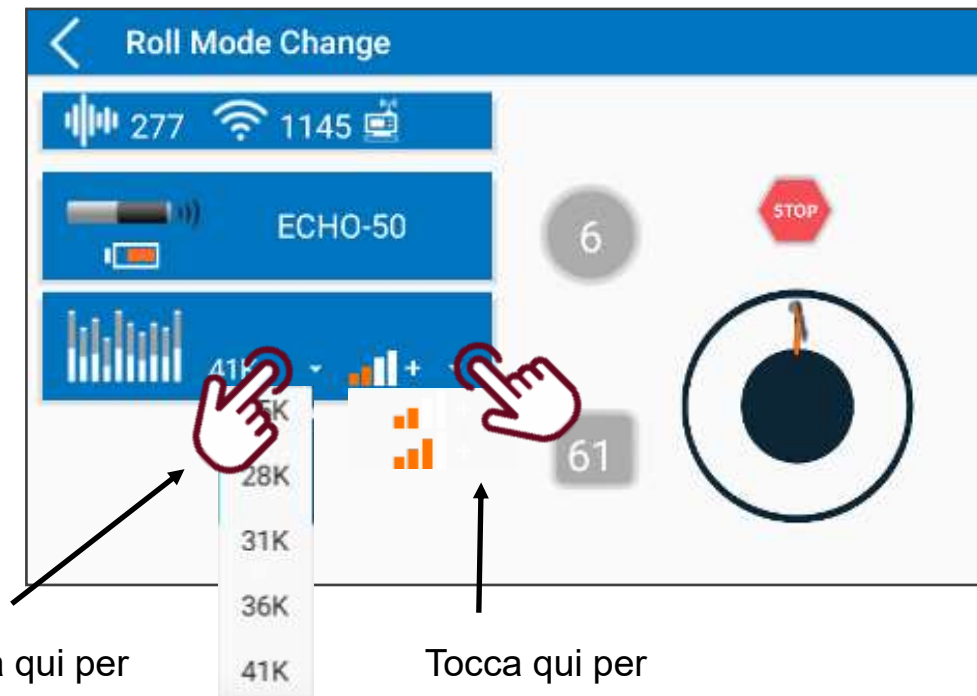 Roll Mode Change
277 1145
ECHO-50
6
STOP
+
61
28K
31K
36K
41K
qui per
Tocca qui per